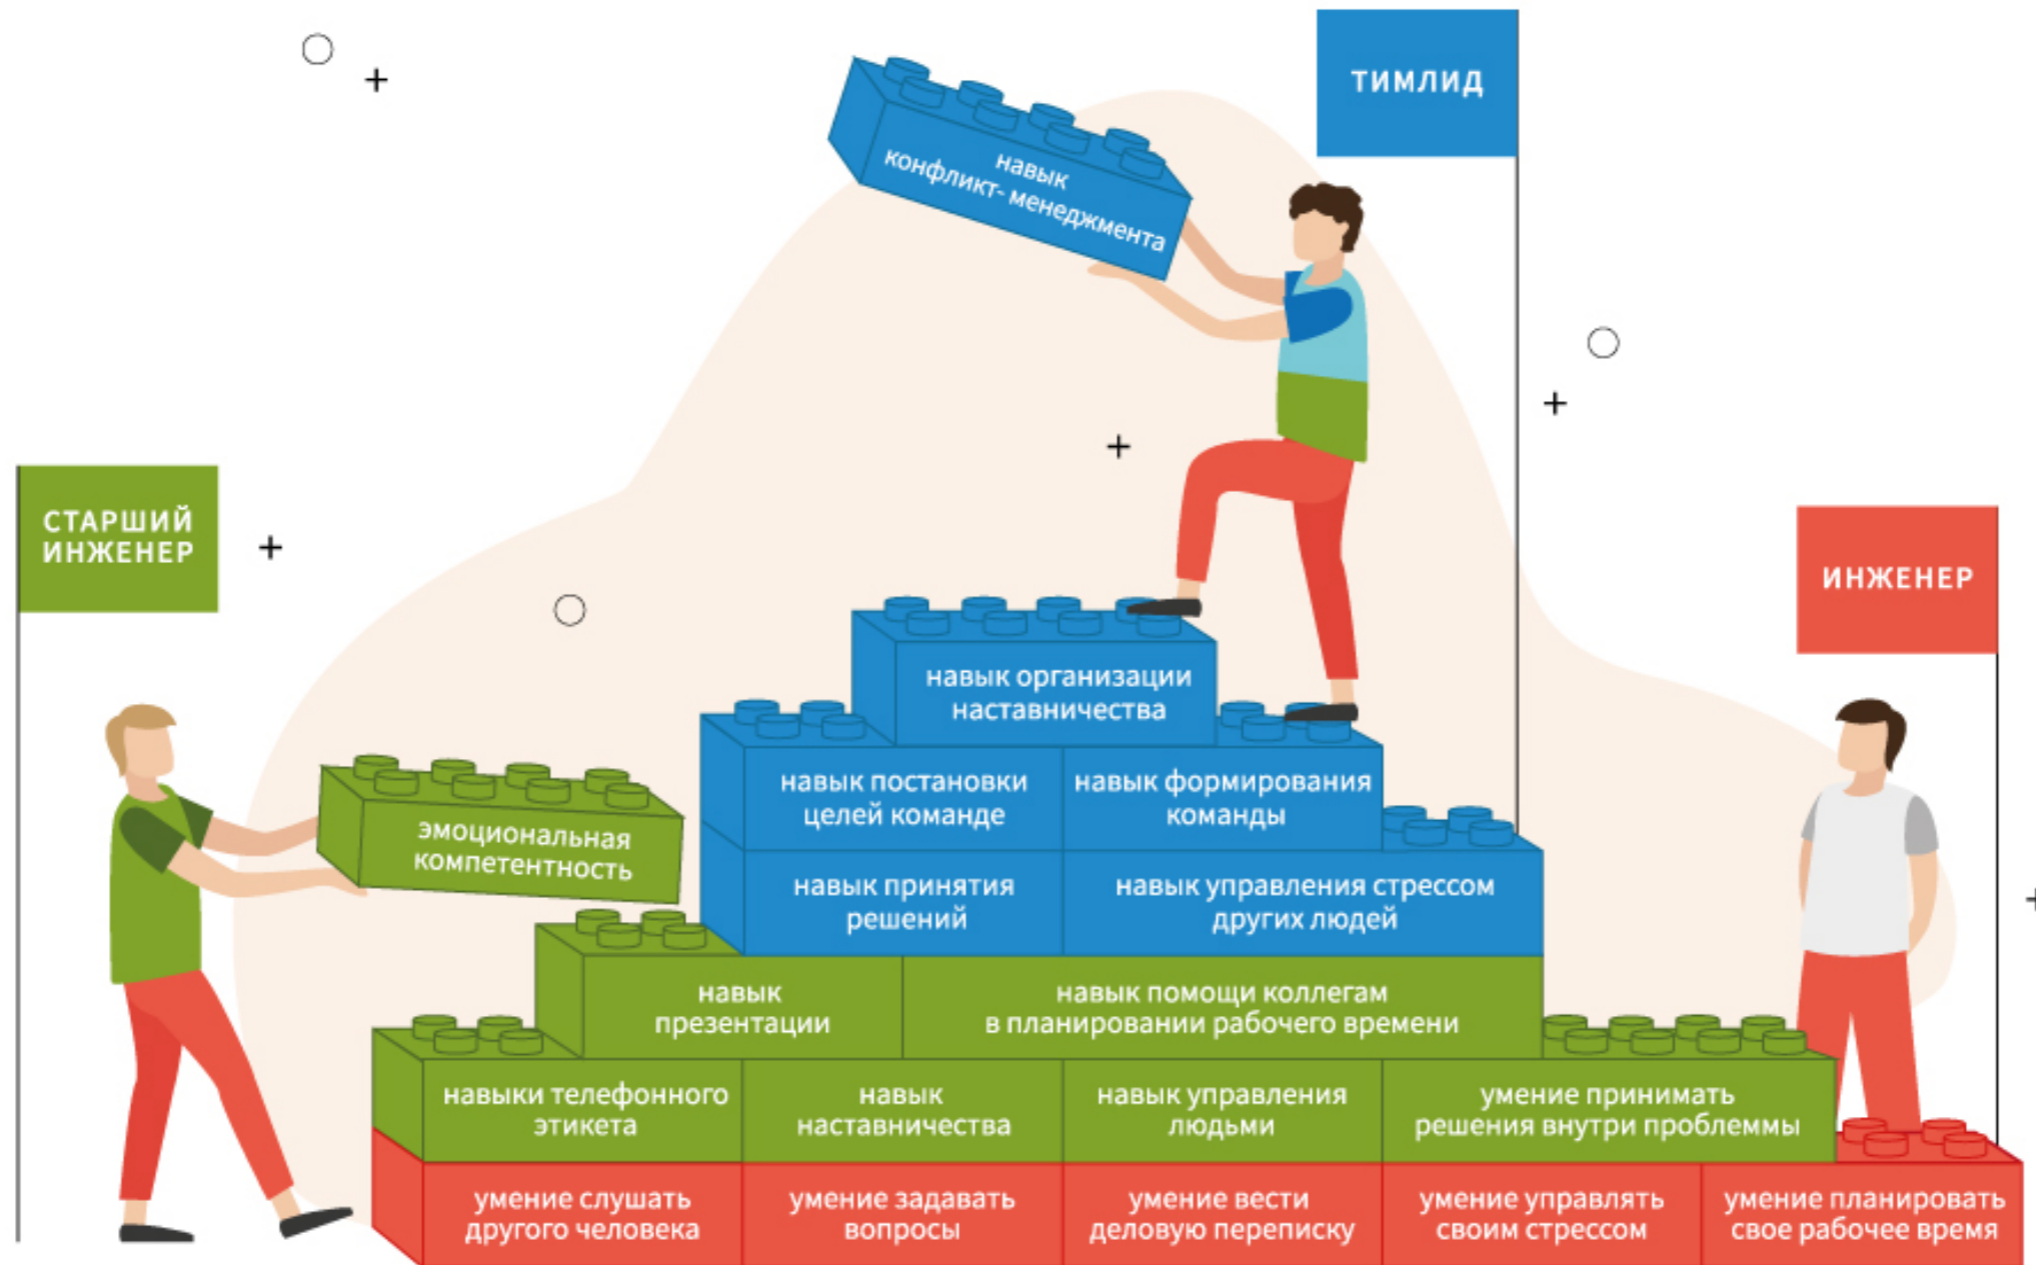 ТИМЛИД
навык
конфликт- менеджмента
СТАРШИЙ
ИНЖЕНЕР
ИНЖЕНЕР
навык организации
наставничества
эмоциональная
компетентность
навык постановки
целей команде
навык формирования
команды
навык принятия
решений
навык управления стрессом
других людей
навык
презентации
навык помощи коллегам
в планировании рабочего времени
навыки телефонного
этикета
навык
наставничества
навык управления
людьми
умение принимать
решения внутри проблеммы
умение слушать
другого человека
умение задавать
вопросы
умение вести
деловую переписку
умение управлять
своим стрессом
умение планировать
свое рабочее время